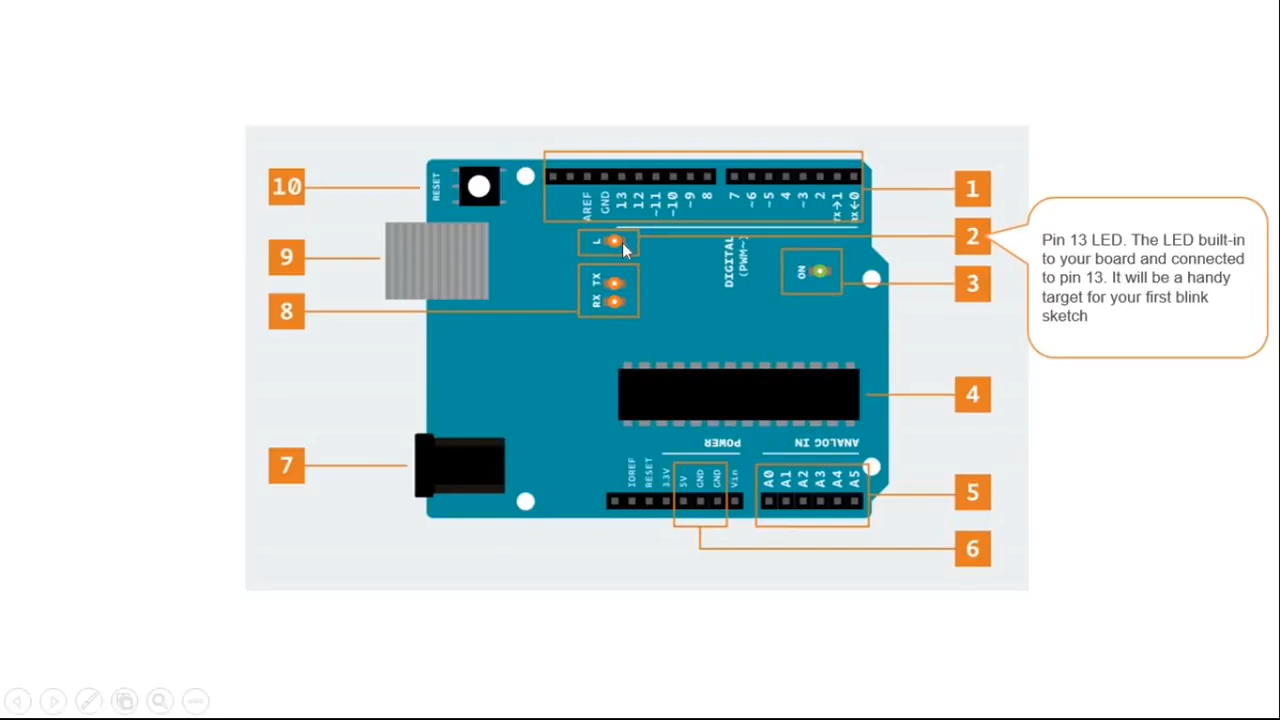 10
RESET
AREF
GND
13
12
~11
~10
~9
8
7
~6
~5
4
~3
2
TX→1
RX←0
1
L
2
Pin 13 LED. The LED built-in
to your board and connected
to pin 13. It will be a handy
target for your first blink
sketch
9
TX
RX
DIGITAL
(PWM~)
ON
3
8
4
POWER
ANALOG IN
7
IOREF
RESET
3.3V
5V
GND
GND
Vin
A0
A1
A2
A3
A4
A5
5
6